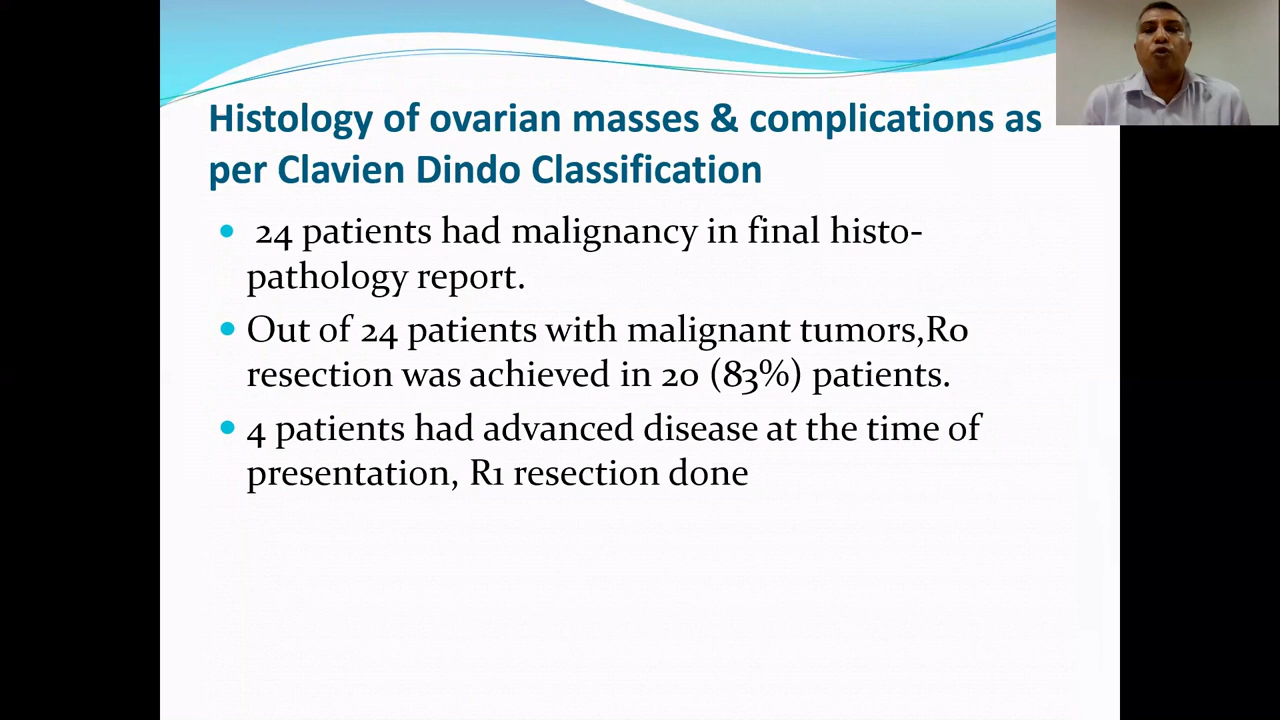 Histology of ovarian masses & complications as
per Clavien Dindo Classification
• 24 patients had malignancy in final histo-
pathology report.
• Out of 24 patients with malignant tumors,R0
resection was achieved in 20 (83%) patients.
• 4 patients had advanced disease at the time of
presentation, R1 resection done